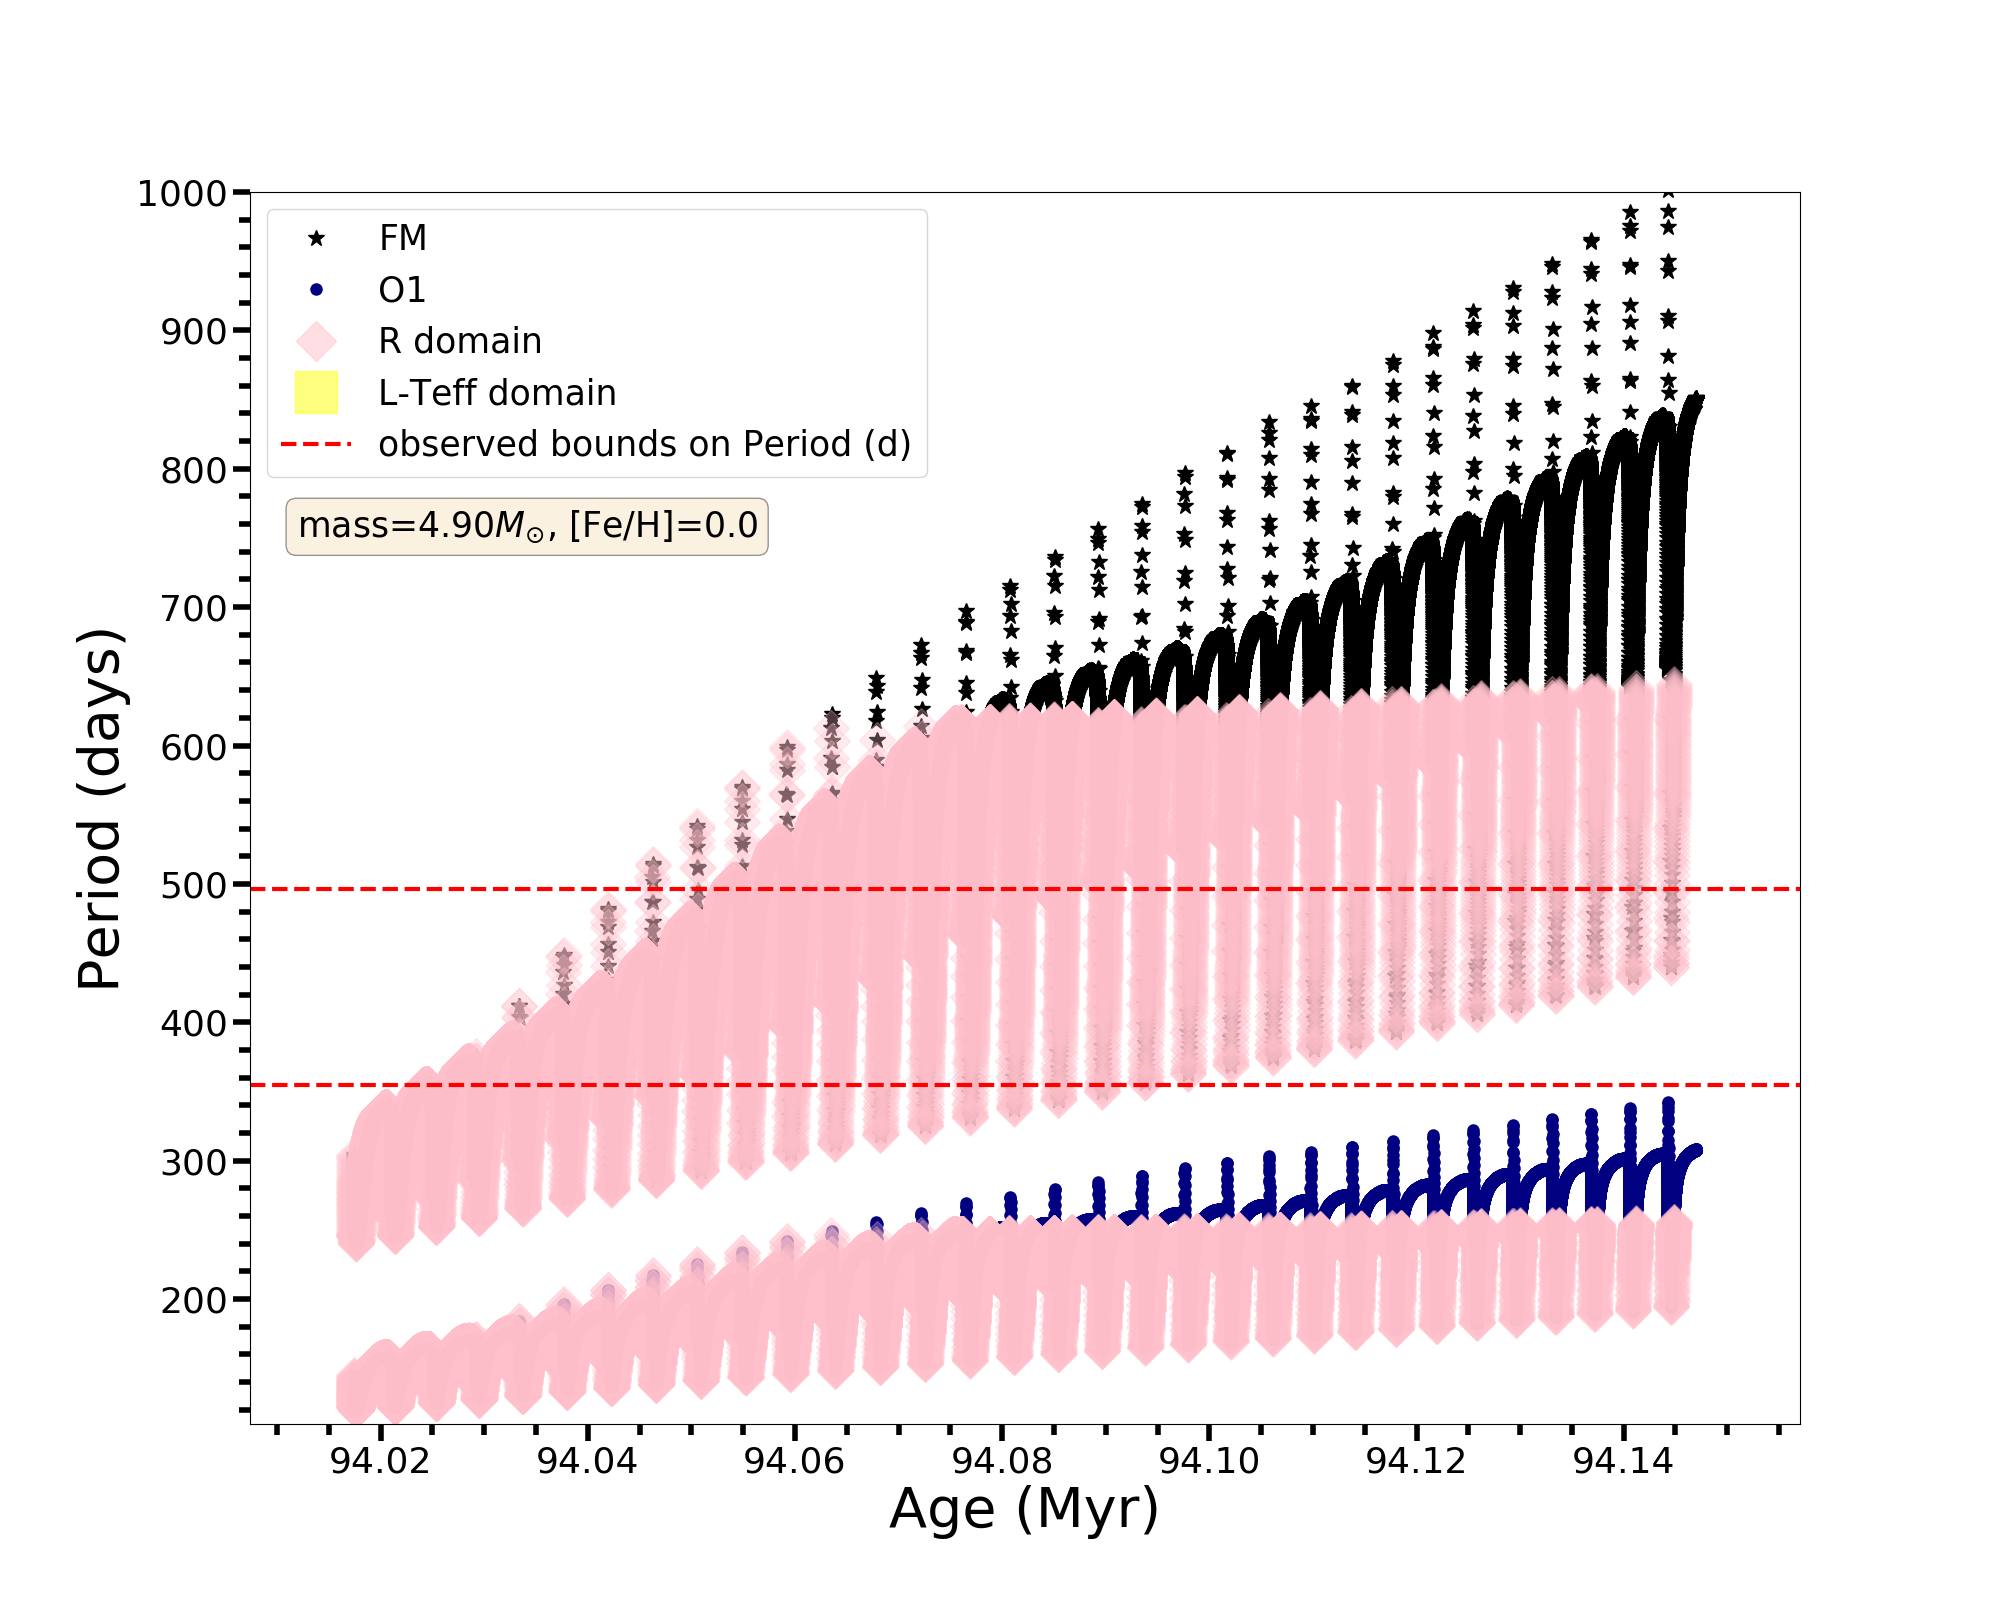 1000
900
800
700
600
500
400
300
200
Period (days)
FM
O1
R domain
L-Teff domain
observed bounds on Period (d)
mass=4.90M⊙, [Fe/H]=0.0
94.02 94.04 94.06 94.08 94.10 94.12 94.14
Age (Myr)